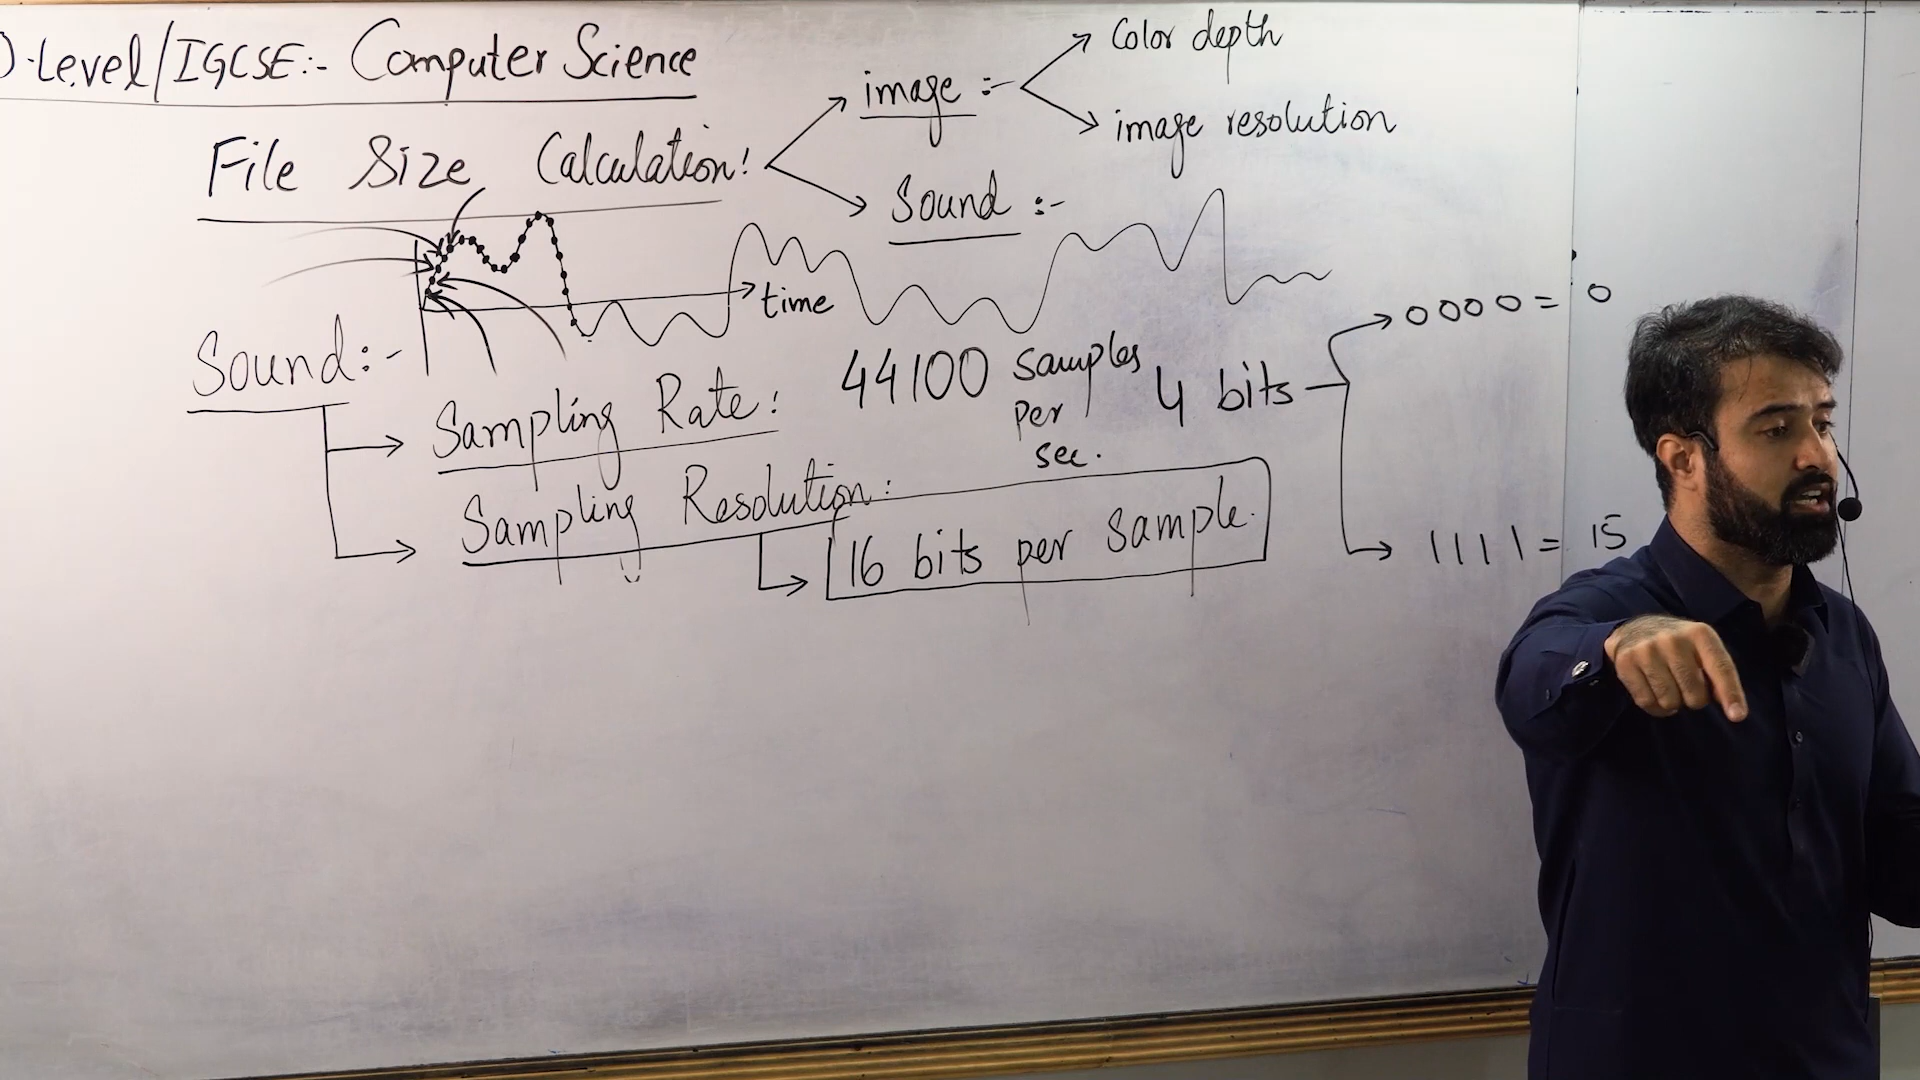 O-Level/IGCSE:- Computer Science
File Size Calculation:
image :-
Color depth
image resolution
Sound :-
time
Sound:-
Sampling Rate:
44100 Samples per sec.
Sampling Resolution:
16 bits per Sample.
4 bits
0000 = 0
1111 = 15